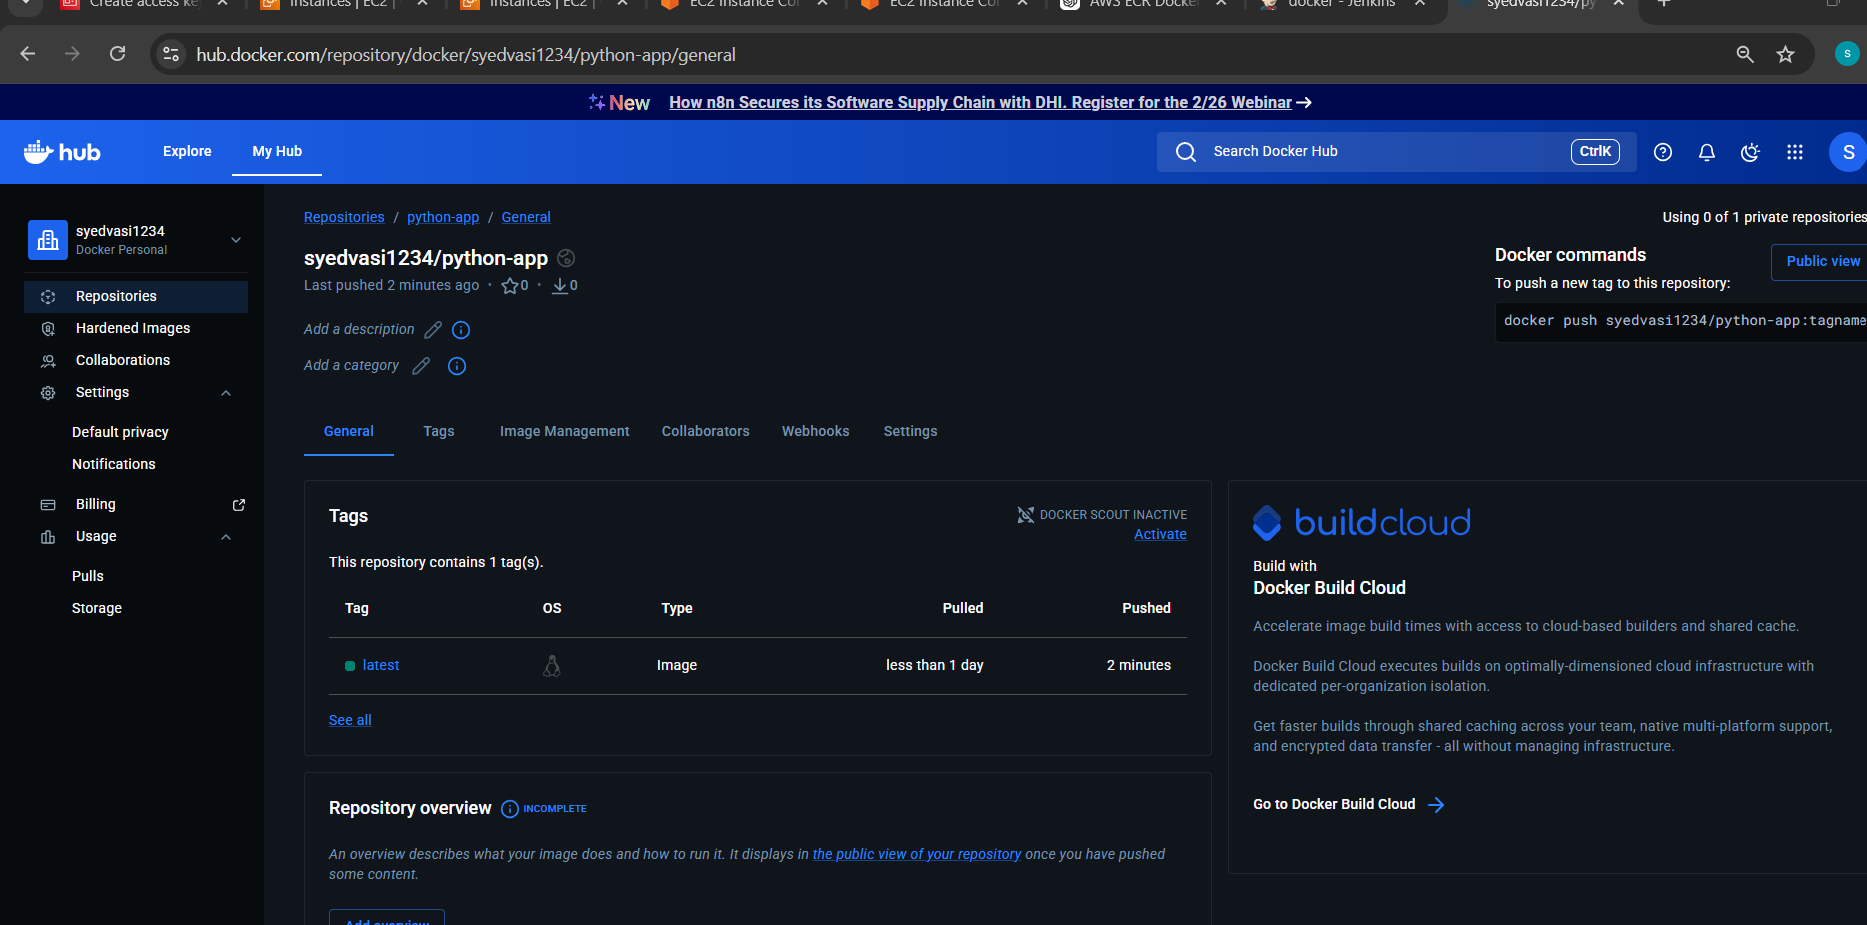 Create access ke
Instances | EC2 |
Instances | EC2 |
EC2 Instance Co
EC2 Instance Co
AWS ECR Docker
docker - Jenkins
syedvasi1234/py
hub.docker.com/repository/docker/syedvasi1234/python-app/general
S
New How n8n Secures its Software Supply Chain with DHI. Register for the 2/26 Webinar →
hub
Explore
My Hub
Search Docker Hub
CtrlK
S
syedvasi1234
Docker Personal
Repositories
Hardened Images
Collaborations
Settings
Default privacy
Notifications
Billing
Usage
Pulls
Storage
Repositories / python-app / General
Using 0 of 1 private repositories
syedvasi1234/python-app
Last pushed 2 minutes ago · 0 · 0
Add a description
Add a category
Docker commands
Public view
To push a new tag to this repository:
docker push syedvasi1234/python-app:tagname
General
Tags
Image Management
Collaborators
Webhooks
Settings
Tags
DOCKER SCOUT INACTIVE
Activate
This repository contains 1 tag(s).
Tag OS Type Pulled Pushed
latest Image less than 1 day 2 minutes
See all
Repository overview INCOMPLETE
An overview describes what your image does and how to run it. It displays in the public view of your repository once you have pushed
some content.
Add overview
buildcloud
Build with
Docker Build Cloud
Accelerate image build times with access to cloud-based builders and shared cache.
Docker Build Cloud executes builds on optimally-dimensioned cloud infrastructure with
dedicated per-organization isolation.
Get faster builds through shared caching across your team, native multi-platform support,
and encrypted data transfer - all without managing infrastructure.
Go to Docker Build Cloud →